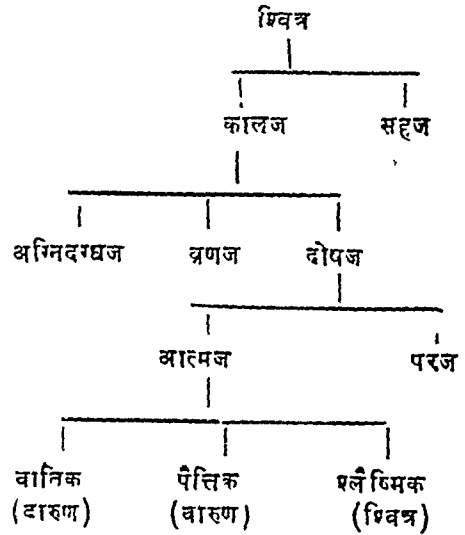 श्वित्र
कालज सहज
अग्निदग्धज व्रणज दोषज
आत्मज परज
वातिक पैत्तिक श्लैष्मिक
(दारुण) (वारुण) (श्वित्र)